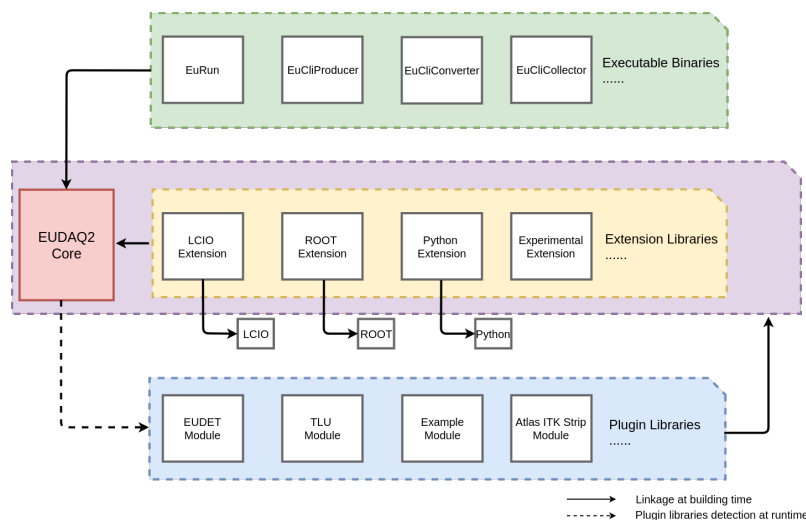 EuRun
EuCliProducer
EuCliConverter
EuCliCollector
Executable Binaries
......
EUDAQ2
Core
LCIO
Extension
ROOT
Extension
Python
Extension
Experimental
Extension
Extension Libraries
......
LCIO
ROOT
Python
EUDET
Module
TLU
Module
Example
Module
Atlas ITK Strip
Module
Plugin Libraries
......
Linkage at building time
Plugin libraries detection at runtime